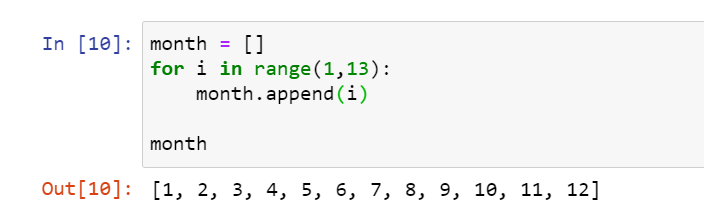 In [10]: month = []
for i in range(1,13):
    month.append(i)
month
Out[10]: [1, 2, 3, 4, 5, 6, 7, 8, 9, 10, 11, 12]